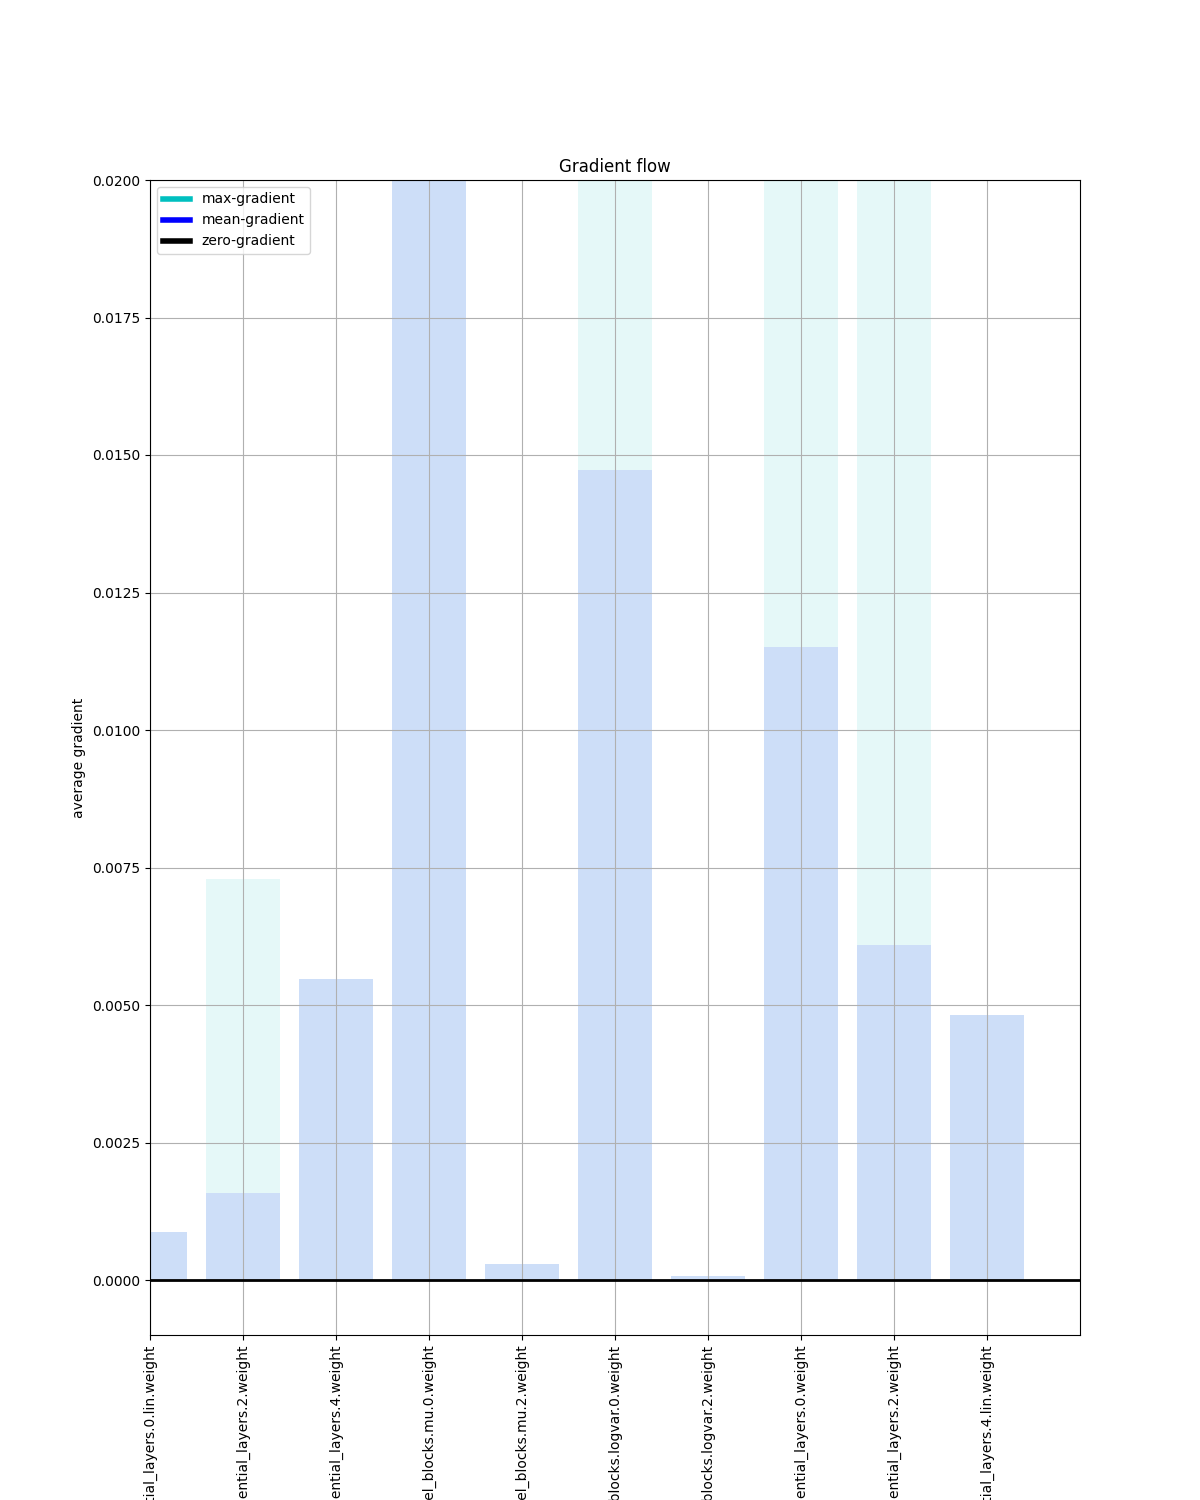 Gradient flow
max-gradient
mean-gradient
zero-gradient
0.0200
0.0175
0.0150
0.0125
0.0100
0.0075
0.0050
0.0025
0.0000
average gradient
tial_layers.0.lin.weight
ential_layers.2.weight
ential_layers.4.weight
el_blocks.mu.0.weight
el_blocks.mu.2.weight
blocks.logvar.0.weight
blocks.logvar.2.weight
ential_layers.0.weight
ential_layers.2.weight
tial_layers.4.lin.weight